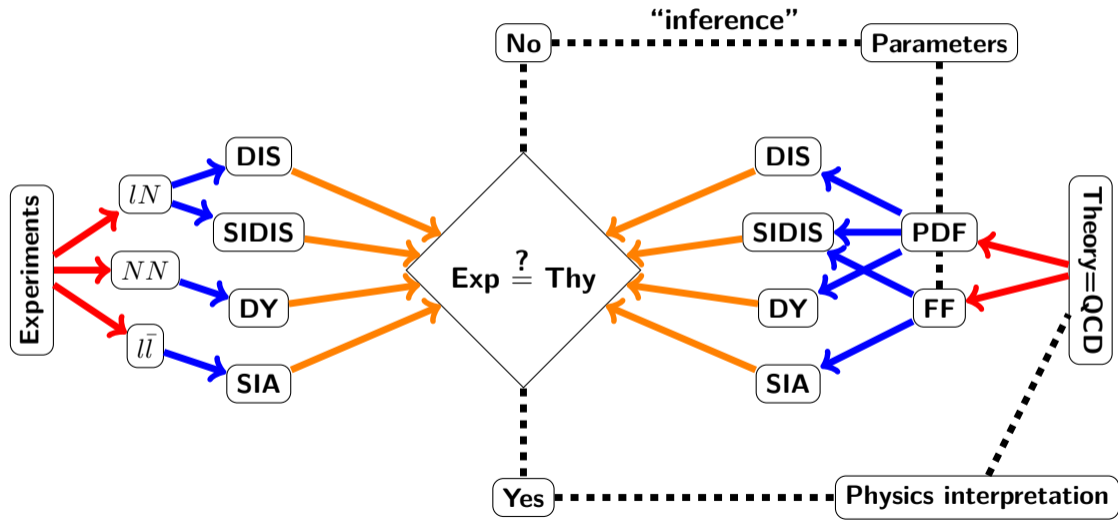 “inference”
No
Parameters
DIS
DIS
lN
Experiments
SIDIS
SIDIS
PDF
Theory=QCD
NN
Exp ?= Thy
DY
DY
FF
l\bar{l}
SIA
SIA
Yes
Physics interpretation